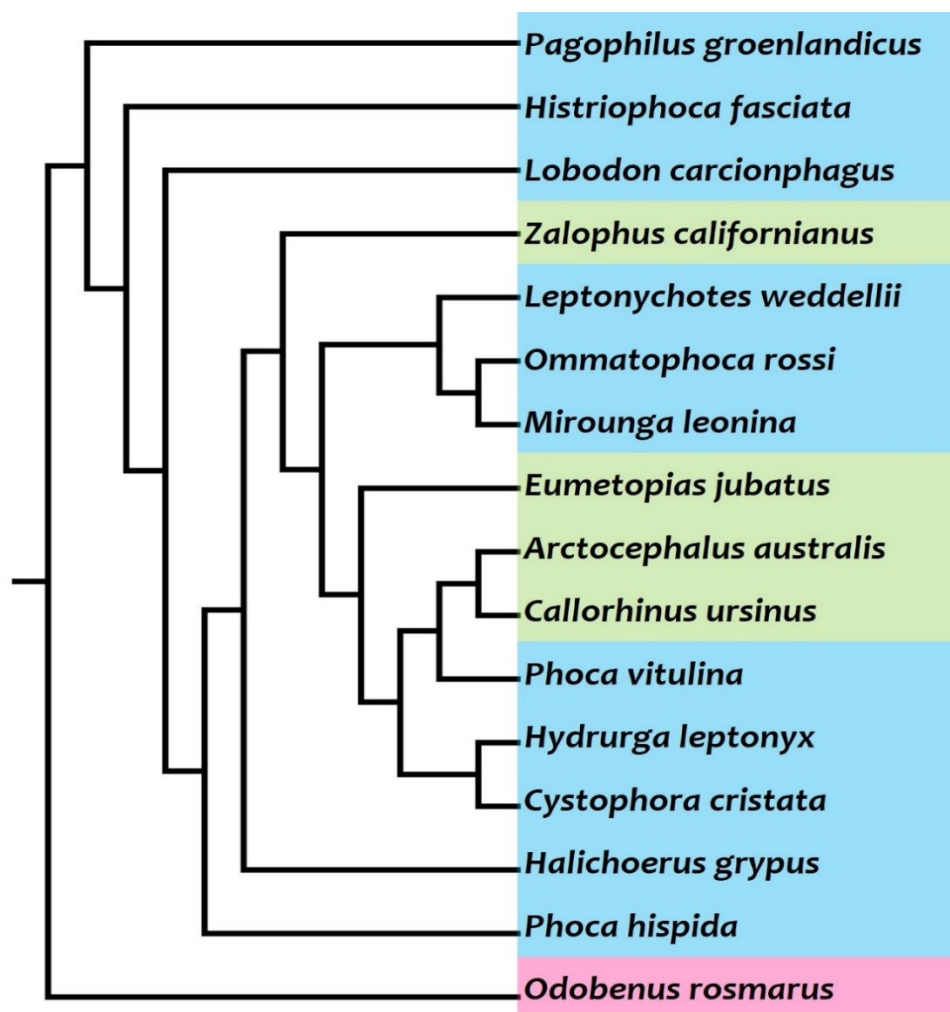 Pagophilus groenlandicus
Histriophoca fasciata
Lobodon carcionphagus
Zalophus californianus
Leptonychotes weddellii
Ommatophoca rossi
Mirounga leonina
Eumetopias jubatus
Arctocephalus australis
Callorhinus ursinus
Phoca vitulina
Hydrurga leptonyx
Cystophora cristata
Halichoerus grypus
Phoca hispida
Odobenus rosmarus